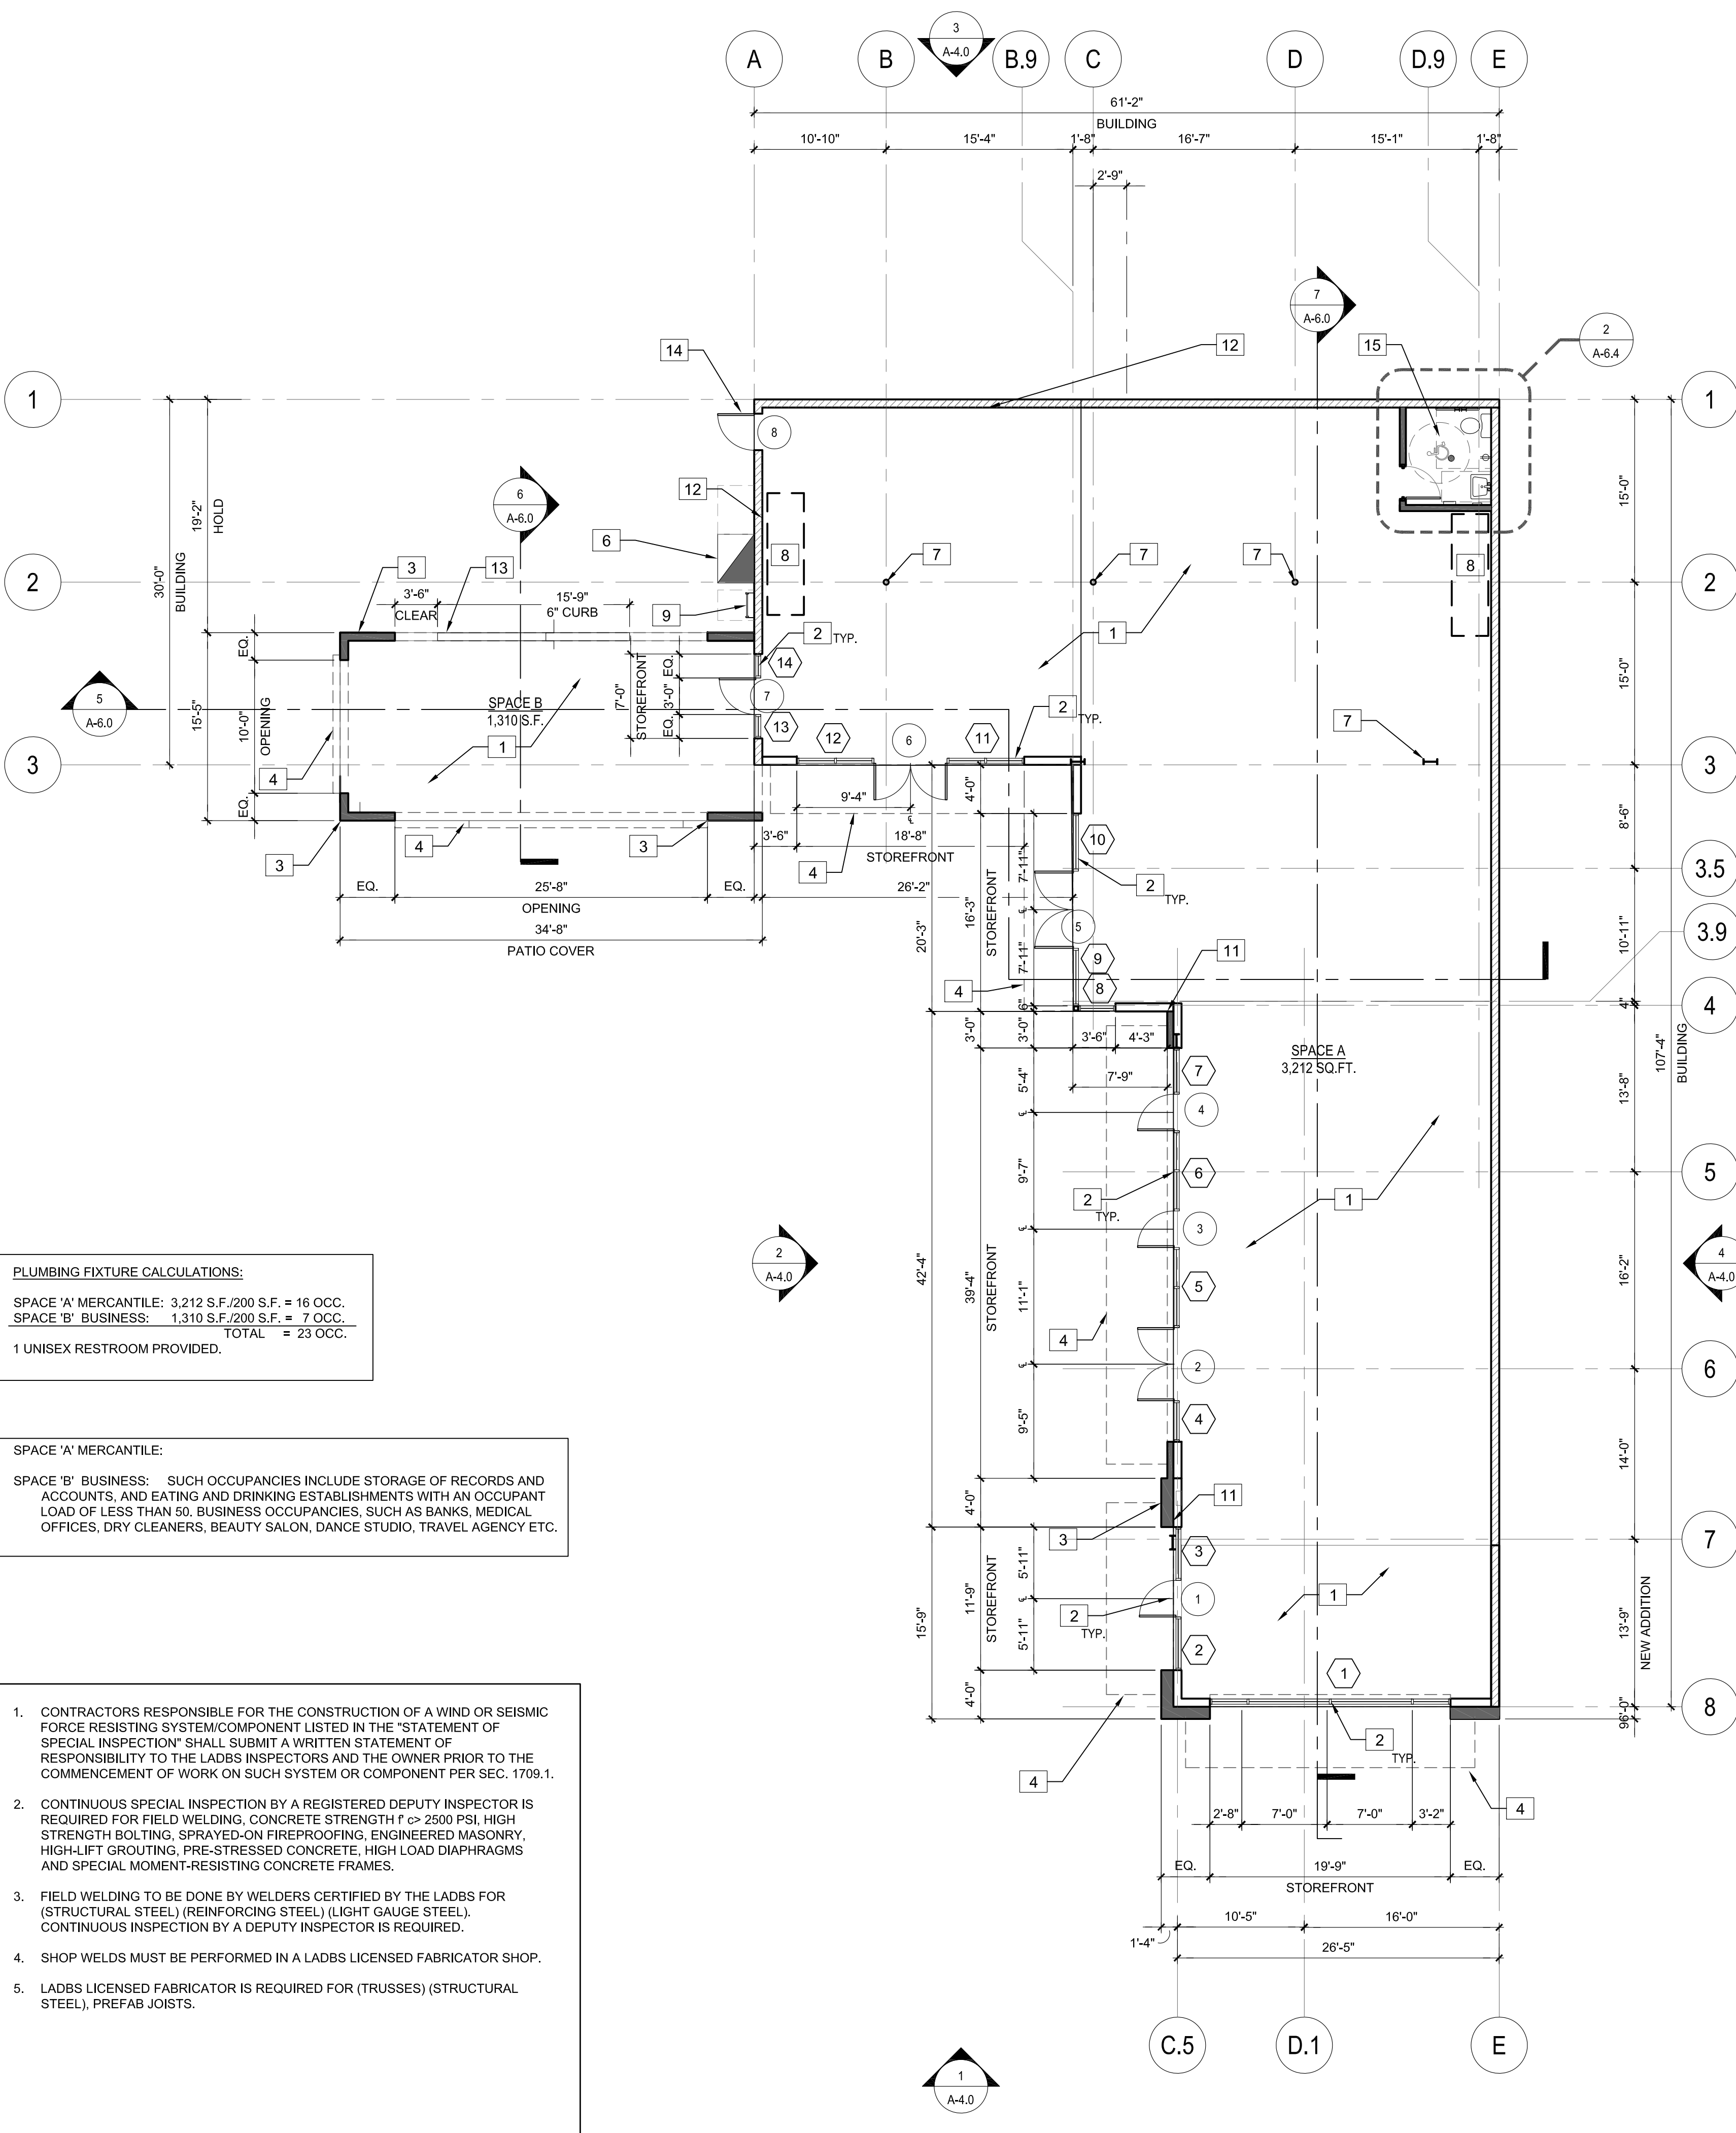 3
A-4.0
A
B
B.9
C
D
D.9
E
61'-2"
BUILDING
10'-10"
15'-4"
1'-8"
16'-7"
15'-1"
1'-8"
2'-9"
7
A-6.0
2
A-6.4
14
12
15
1
1
8
30'-0"
BUILDING
19'-2"
HOLD
6
A-6.0
12
15'-0"
6
8
7
7
7
8
2
2
3
13
3'-6"
CLEAR
15'-9"
6" CURB
9
2 TYP.
1
EQ.
14
7
13
7'-0"
STOREFRONT
EQ.
3'-0"
EQ.
15'-0"
5
A-6.0
15'-5"
10'-0"
OPENING
SPACE B
1,310 S.F.
1
2
TYP.
7
4
12
6
11
3
3
EQ.
9'-4"
4'-0"
8'-6"
3
4
3
3'-6"
18'-8"
STOREFRONT
4
10
7'-11"
2
TYP.
3.5
EQ.
25'-8"
OPENING
EQ.
26'-2"
34'-8"
PATIO COVER
20'-3"
16'-3"
STOREFRONT
5
7'-11"
9
11
10'-11"
3.9
4
8
6"
4"
4
3'-0"
3'-0"
3'-6"
4'-3"
7'-9"
SPACE A
3,212 SQ.FT.
107'-4"
BUILDING
7
5'-4"
4
13'-8"
9'-7"
6
5
2
TYP.
1
3
2
A-4.0
4
A-4.0
42'-4"
39'-4"
STOREFRONT
11'-1"
5
16'-2"
4
2
6
9'-5"
4
14'-0"
4'-0"
11
3
7
3
15'-9"
11'-9"
STOREFRONT
5'-11"
1
1
2
TYP.
5'-11"
2
13'-9"
NEW ADDITION
4'-0"
1
96'-0"
8
2
TYP.
4
4
2'-8"
7'-0"
7'-0"
3'-2"
EQ.
19'-9"
EQ.
STOREFRONT
10'-5"
16'-0"
1'-4"
26'-5"
C.5
D.1
E
1
A-4.0
PLUMBING FIXTURE CALCULATIONS:
SPACE 'A' MERCANTILE: 3,212 S.F./200 S.F. = 16 OCC.
SPACE 'B' BUSINESS: 1,310 S.F./200 S.F. = 7 OCC.
TOTAL = 23 OCC.
1 UNISEX RESTROOM PROVIDED.
SPACE 'A' MERCANTILE:
SPACE 'B' BUSINESS: SUCH OCCUPANCIES INCLUDE STORAGE OF RECORDS AND
ACCOUNTS, AND EATING AND DRINKING ESTABLISHMENTS WITH AN OCCUPANT
LOAD OF LESS THAN 50. BUSINESS OCCUPANCIES, SUCH AS BANKS, MEDICAL
OFFICES, DRY CLEANERS, BEAUTY SALON, DANCE STUDIO, TRAVEL AGENCY ETC.
1. CONTRACTORS RESPONSIBLE FOR THE CONSTRUCTION OF A WIND OR SEISMIC
FORCE RESISTING SYSTEM/COMPONENT LISTED IN THE "STATEMENT OF
SPECIAL INSPECTION" SHALL SUBMIT A WRITTEN STATEMENT OF
RESPONSIBILITY TO THE LADBS INSPECTORS AND THE OWNER PRIOR TO THE
COMMENCEMENT OF WORK ON SUCH SYSTEM OR COMPONENT PER SEC. 1709.1.
2. CONTINUOUS SPECIAL INSPECTION BY A REGISTERED DEPUTY INSPECTOR IS
REQUIRED FOR FIELD WELDING, CONCRETE STRENGTH f' c> 2500 PSI, HIGH
STRENGTH BOLTING, SPRAYED-ON FIREPROOFING, ENGINEERED MASONRY,
HIGH-LIFT GROUTING, PRE-STRESSED CONCRETE, HIGH LOAD DIAPHRAGMS
AND SPECIAL MOMENT-RESISTING CONCRETE FRAMES.
3. FIELD WELDING TO BE DONE BY WELDERS CERTIFIED BY THE LADBS FOR
(STRUCTURAL STEEL) (REINFORCING STEEL) (LIGHT GAUGE STEEL).
CONTINUOUS INSPECTION BY A DEPUTY INSPECTOR IS REQUIRED.
4. SHOP WELDS MUST BE PERFORMED IN A LADBS LICENSED FABRICATOR SHOP.
5. LADBS LICENSED FABRICATOR IS REQUIRED FOR (TRUSSES) (STRUCTURAL
STEEL), PREFAB JOISTS.